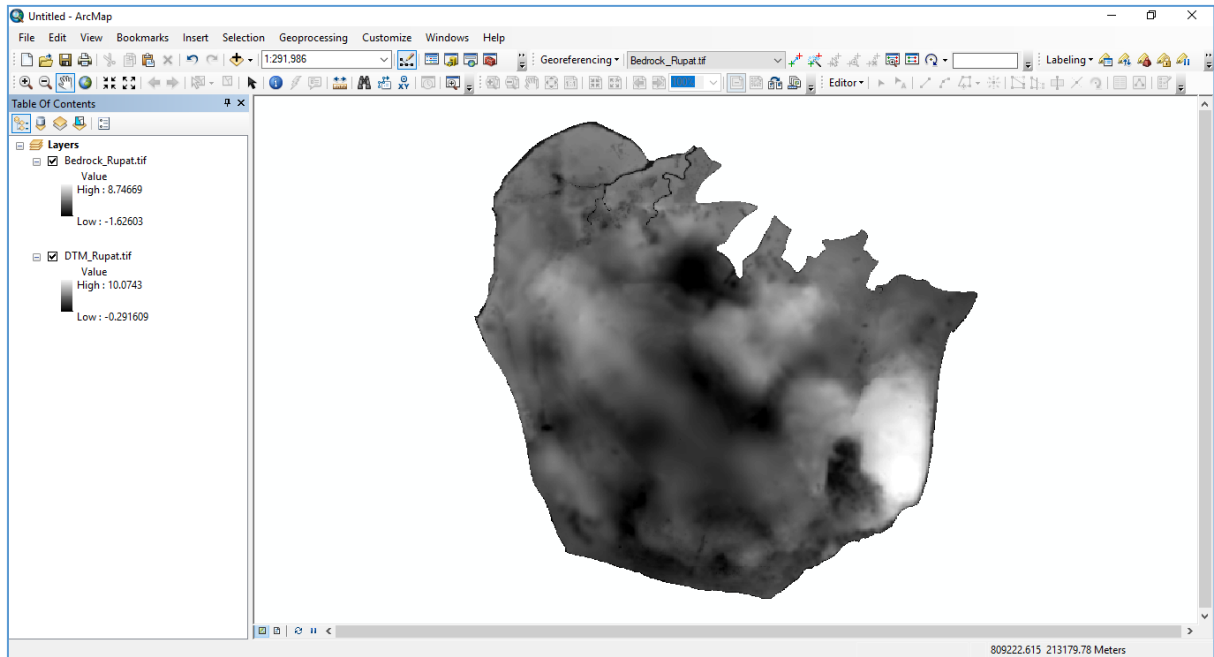 Untitled - ArcMap
File Edit View Bookmarks Insert Selection Geoprocessing Customize Windows Help
1:291,986 Georeferencing Bedrock_Rupat.tif Labeling
Editor
Table Of Contents
Layers
Bedrock_Rupat.tif
Value
High : 8.74669
Low : -1.62603
DTM_Rupat.tif
Value
High : 10.0743
Low : -0.291609
809222.615 213179.78 Meters